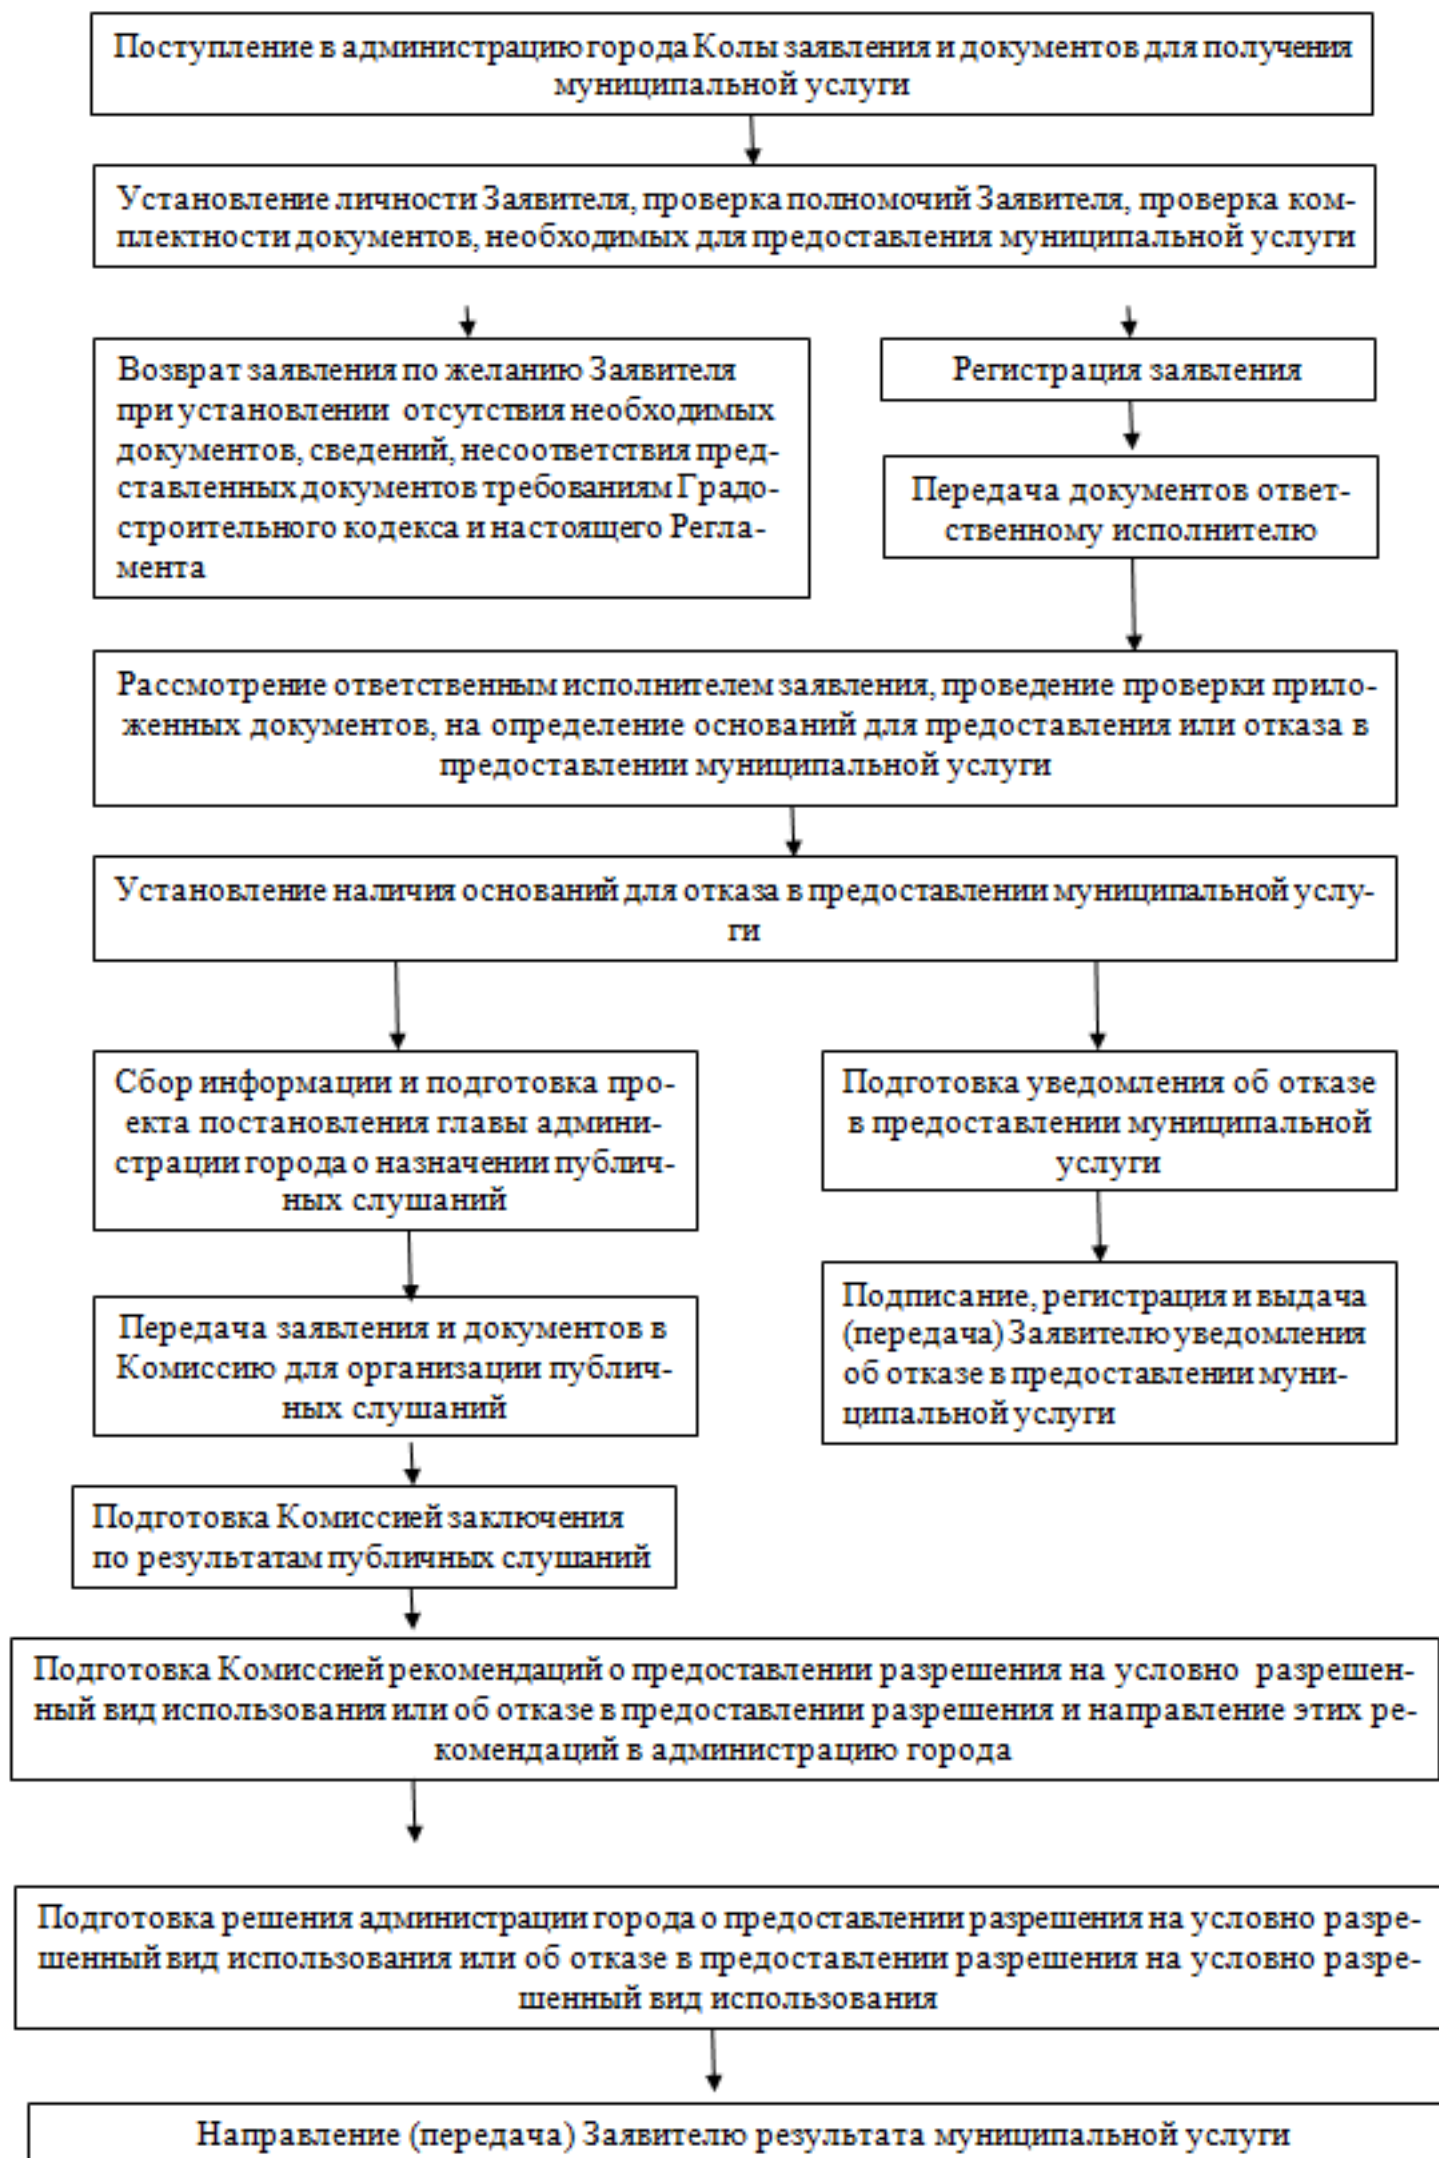 Поступление в администрацию города Колы заявления и документов для получения
муниципальной услуги
Установление личности Заявителя, проверка полномочий Заявителя, проверка ком-
плектности документов, необходимых для предоставления муниципальной услуги
Возврат заявления по желанию Заявителя
при установлении отсутствия необходимых
документов, сведений, несоответствия пред-
ставленных документов требованиям Градо-
строительного кодекса и настоящего Регла-
мента
Регистрация заявления
Передача документов ответ-
ственному исполнителю
Рассмотрение ответственным исполнителем заявления, проведение проверки прило-
женных документов, на определение оснований для предоставления или отказа в
предоставлении муниципальной услуги
Установление наличия оснований для отказа в предоставлении муниципальной услу-
ги
Сбор информации и подготовка про-
екта постановления главы админи-
страции города о назначении публич-
ных слушаний
Передача заявления и документов в
Комиссию для организации публич-
ных слушаний
Подготовка уведомления об отказе
в предоставлении муниципальной
услуги
Подписание, регистрация и выдача
(передача) Заявителю уведомления
об отказе в предоставлении муни-
ципальной услуги
Подготовка Комиссией заключения
по результатам публичных слушаний
Подготовка Комиссией рекомендаций о предоставлении разрешения на условно разрешен-
ный вид использования или об отказе в предоставлении разрешения и направление этих ре-
комендаций в администрацию города
Подготовка решения администрации города о предоставлении разрешения на условно разре-
шенный вид использования или об отказе в предоставлении разрешения на условно разре-
шенный вид использования
Направление (передача) Заявителю результата муниципальной услуги